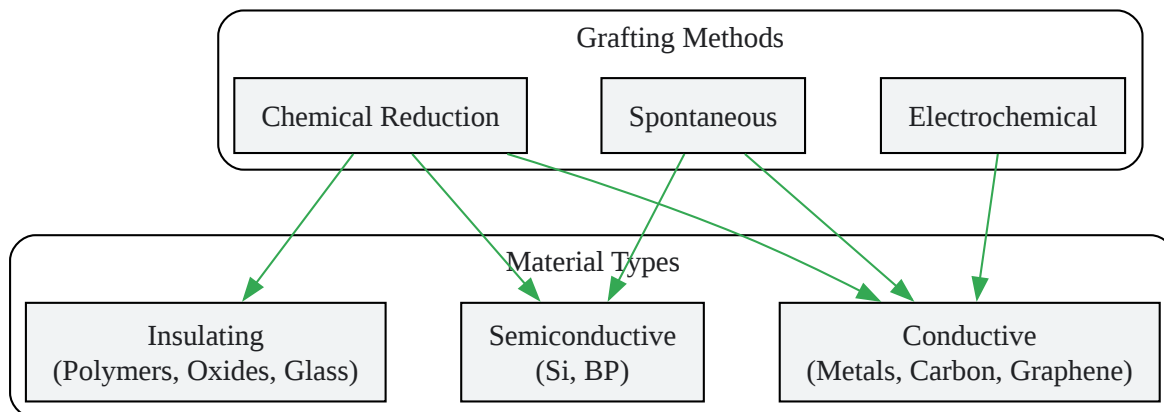 Grafting Methods
Chemical Reduction
Spontaneous
Electrochemical
Material Types
Insulating
(Polymers, Oxides, Glass)
Semiconductive
(Si, BP)
Conductive
(Metals, Carbon, Graphene)